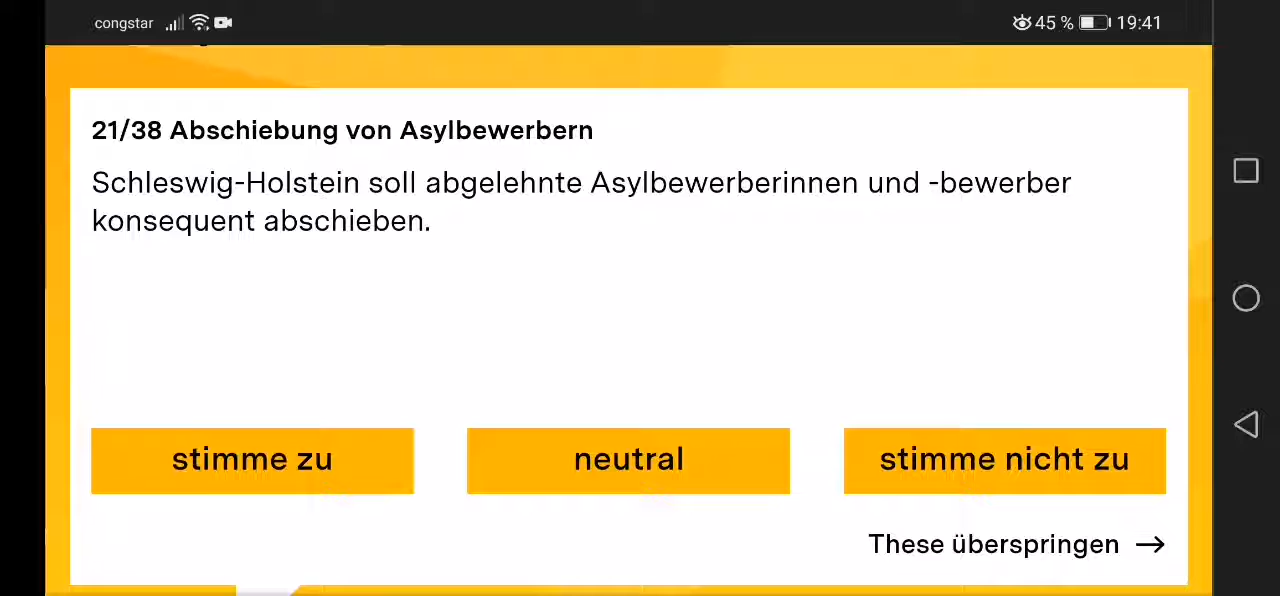 congstar 45 % 19:41
21/38 Abschiebung von Asylbewerbern
Schleswig-Holstein soll abgelehnte Asylbewerberinnen und -bewerber
konsequent abschieben.
stimme zu neutral stimme nicht zu
These überspringen →